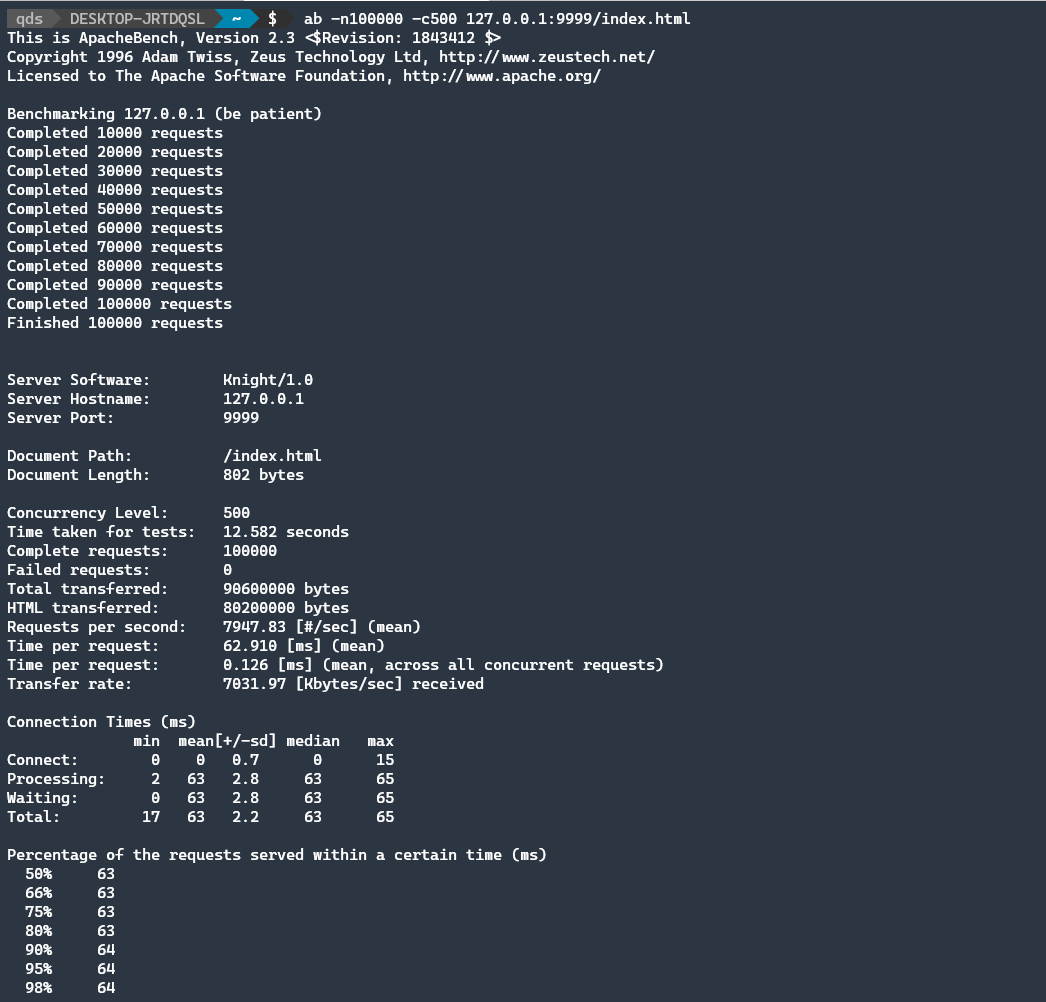 qds DESKTOP-JRTDQSL ~ $ ab -n100000 -c500 127.0.0.1:9999/index.html
This is ApacheBench, Version 2.3 <$Revision: 1843412 $>
Copyright 1996 Adam Twiss, Zeus Technology Ltd, http://www.zeustech.net/
Licensed to The Apache Software Foundation, http://www.apache.org/

Benchmarking 127.0.0.1 (be patient)
Completed 10000 requests
Completed 20000 requests
Completed 30000 requests
Completed 40000 requests
Completed 50000 requests
Completed 60000 requests
Completed 70000 requests
Completed 80000 requests
Completed 90000 requests
Completed 100000 requests
Finished 100000 requests

Server Software:        Knight/1.0
Server Hostname:        127.0.0.1
Server Port:            9999

Document Path:          /index.html
Document Length:        802 bytes

Concurrency Level:      500
Time taken for tests:   12.582 seconds
Complete requests:      100000
Failed requests:        0
Total transferred:      90600000 bytes
HTML transferred:       80200000 bytes
Requests per second:    7947.83 [#/sec] (mean)
Time per request:       62.910 [ms] (mean)
Time per request:       0.126 [ms] (mean, across all concurrent requests)
Transfer rate:          7031.97 [Kbytes/sec] received

Connection Times (ms)
              min  mean[+/-sd] median   max
Connect:        0    0   0.7      0      15
Processing:     2   63   2.8     63      65
Waiting:        0   63   2.8     63      65
Total:         17   63   2.2     63      65

Percentage of the requests served within a certain time (ms)
  50%     63
  66%     63
  75%     63
  80%     63
  90%     64
  95%     64
  98%     64